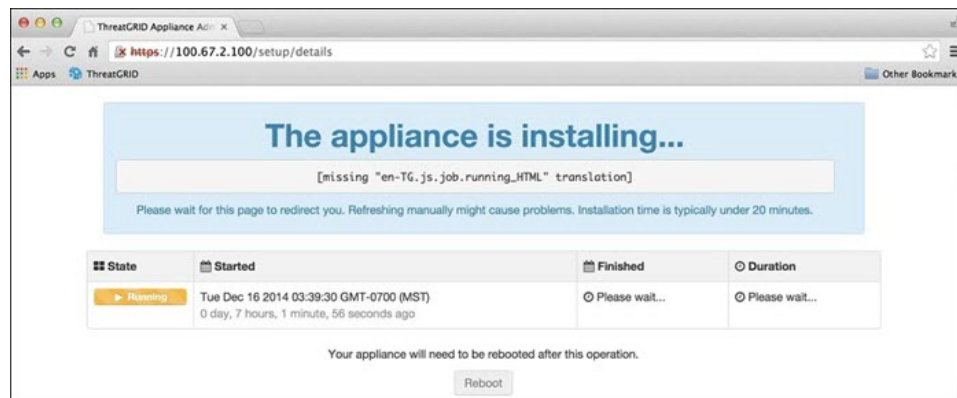 ThreatGRID Appliance Adm
https://100.67.2.100/setup/details
Apps ThreatGRID Other Bookmark
The appliance is installing...
[missing "en-TG.js.job.running_HTML" translation]
Please wait for this page to redirect you. Refreshing manually might cause problems. Installation time is typically under 20 minutes.
State Started Finished Duration
Running Tue Dec 16 2014 03:39:30 GMT-0700 (MST) Please wait... Please wait...
0 day, 7 hours, 1 minute, 56 seconds ago
Your appliance will need to be rebooted after this operation.
Reboot